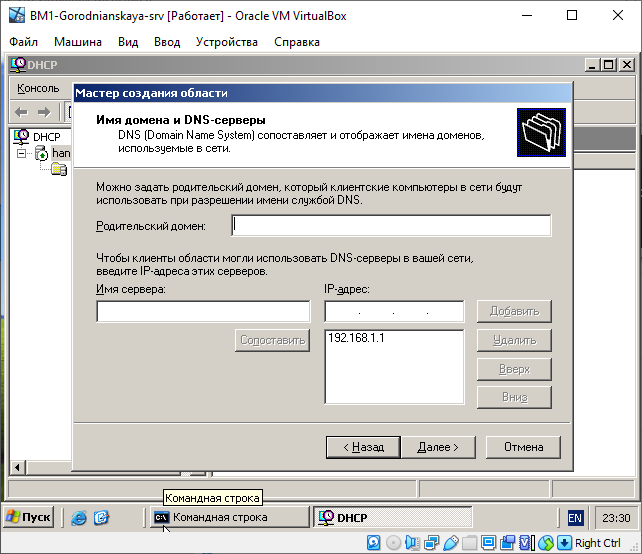 BM1-Gorodnianskaya-srv [Работает] - Oracle VM VirtualBox
Файл Машина Вид Ввод Устройства Справка
DHCP
Консоль
Мастер создания области
Имя домена и DNS-серверы
DNS (Domain Name System) сопоставляет и отображает имена доменов,
используемые в сети.
DHCP
han
Можно задать родительский домен, который клиентские компьютеры в сети будут
использовать при разрешении имени службой DNS.
Родительский домен:
Чтобы клиенты области могли использовать DNS-серверы в вашей сети,
введите IP-адреса этих серверов.
Имя сервера: IP-адрес:
. . . Добавить
Сопоставить 192.168.1.1 Удалить
Вверх
Вниз
< Назад Далее > Отмена
Командная строка
Пуск Командная строка DHCP EN 23:30
Right Ctrl